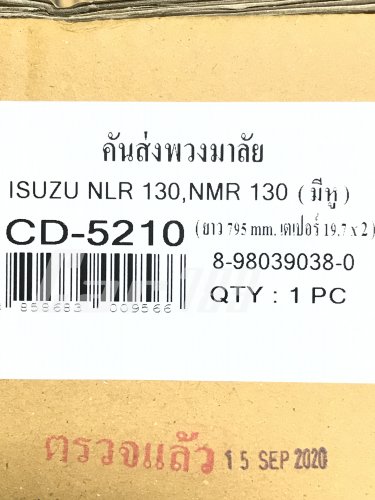 คันส่งพวงมาลัย
ISUZU NLR 130,NMR 130 (มีหู)
CD-5210 (ยาว 795 mm. เตเปอร์ 19.7 x 2)
8-98039038-0
858683 009566
QTY : 1 PC
ตรวจแล้ว 15 SEP 2020